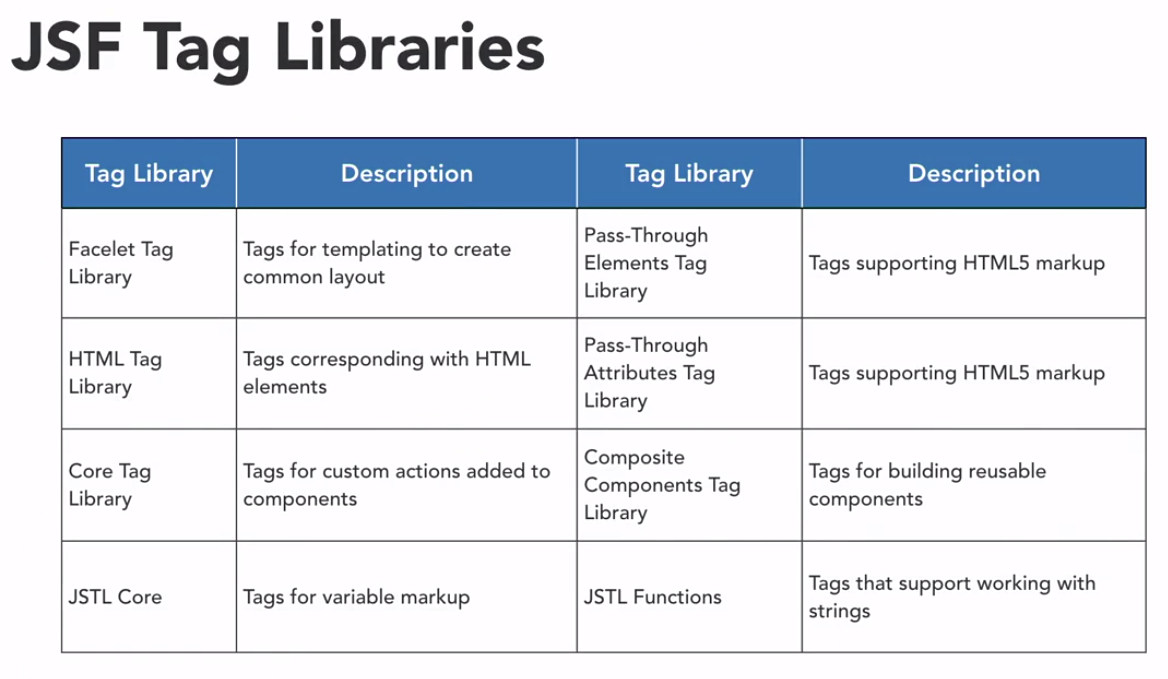 JSF Tag Libraries
Tag Library
Description
Tag Library
Description
Facelet Tag
Library
Tags for templating to create
common layout
Pass-Through
Elements Tag
Library
Tags supporting HTML5 markup
HTML Tag
Library
Tags corresponding with HTML
elements
Pass-Through
Attributes Tag
Library
Tags supporting HTML5 markup
Core Tag
Library
Tags for custom actions added to
components
Composite
Components Tag
Library
Tags for building reusable
components
JSTL Core
Tags for variable markup
JSTL Functions
Tags that support working with
strings